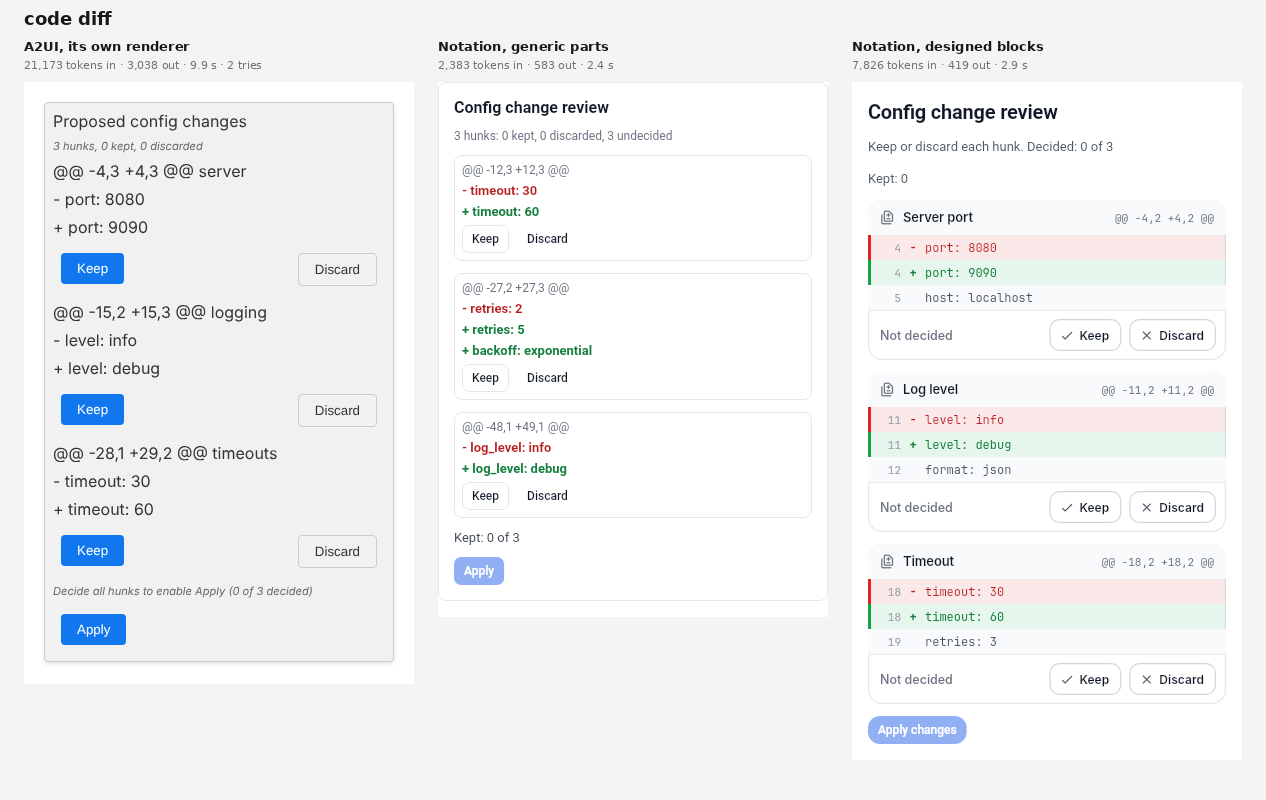 code diff
A2UI, its own renderer
21,173 tokens in · 3,038 out · 9.9 s · 2 tries
Proposed config changes
3 hunks, 0 kept, 0 discarded
@@ -4,3 +4,3 @@ server
- port: 8080
+ port: 9090
Keep Discard
@@ -15,2 +15,3 @@ logging
- level: info
+ level: debug
Keep Discard
@@ -28,1 +29,2 @@ timeouts
- timeout: 30
+ timeout: 60
Keep Discard
Decide all hunks to enable Apply (0 of 3 decided)
Apply
Notation, generic parts
2,383 tokens in · 583 out · 2.4 s
Config change review
3 hunks: 0 kept, 0 discarded, 3 undecided
@@ -12,3 +12,3 @@
- timeout: 30
+ timeout: 60
Keep Discard
@@ -27,2 +27,3 @@
- retries: 2
+ retries: 5
+ backoff: exponential
Keep Discard
@@ -48,1 +49,1 @@
- log_level: info
+ log_level: debug
Keep Discard
Kept: 0 of 3
Apply
Notation, designed blocks
7,826 tokens in · 419 out · 2.9 s
Config change review
Keep or discard each hunk. Decided: 0 of 3
Kept: 0
Server port @@ -4,2 +4,2 @@
4 - port: 8080
4 + port: 9090
5 host: localhost
Not decided Keep Discard
Log level @@ -11,2 +11,2 @@
11 - level: info
11 + level: debug
12 format: json
Not decided Keep Discard
Timeout @@ -18,2 +18,2 @@
18 - timeout: 30
18 + timeout: 60
19 retries: 3
Not decided Keep Discard
Apply changes